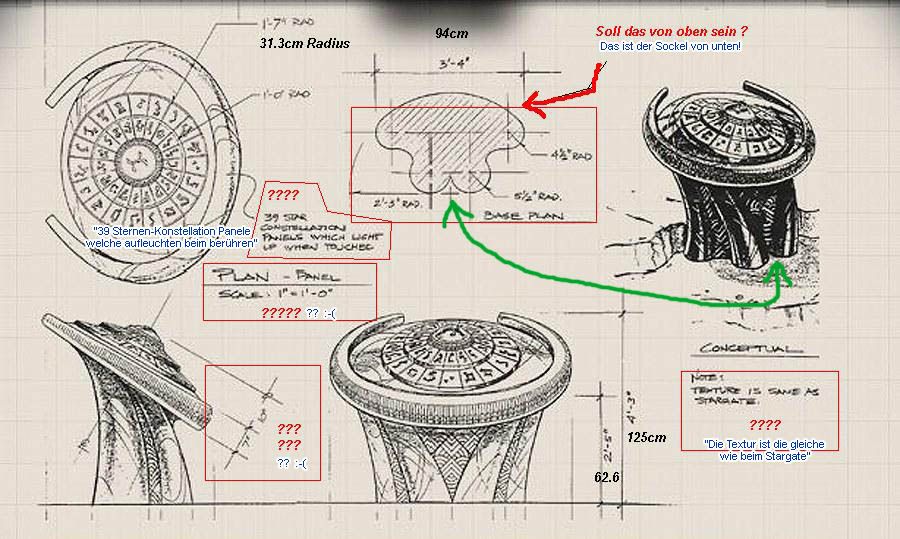 1'-7" RAD
31.3cm Radius
1'-0" RAD
94cm
3'-4"
Soll das von oben sein ?
Das ist der Sockel von unten!
4½" RAD
5½" RAD.
2'-3" RAD.
BASE PLAN
????
39 STAR
CONSTELLATION
PANELS WHICH LIGHT
UP WHEN TOUCHED
"39 Sternen-Konstellation Panele
welche aufleuchten beim berühren"
PLAN - PANEL
SCALE: 1" = 1'-0"
????? ?? :-(
CONCEPTUAL
NOTE:
TEXTURE IS SAME AS
STARGATE.
????
"Die Textur ist die gleiche
wie beim Stargate"
???
???
?? :-(
4'-3"
125cm
62.6